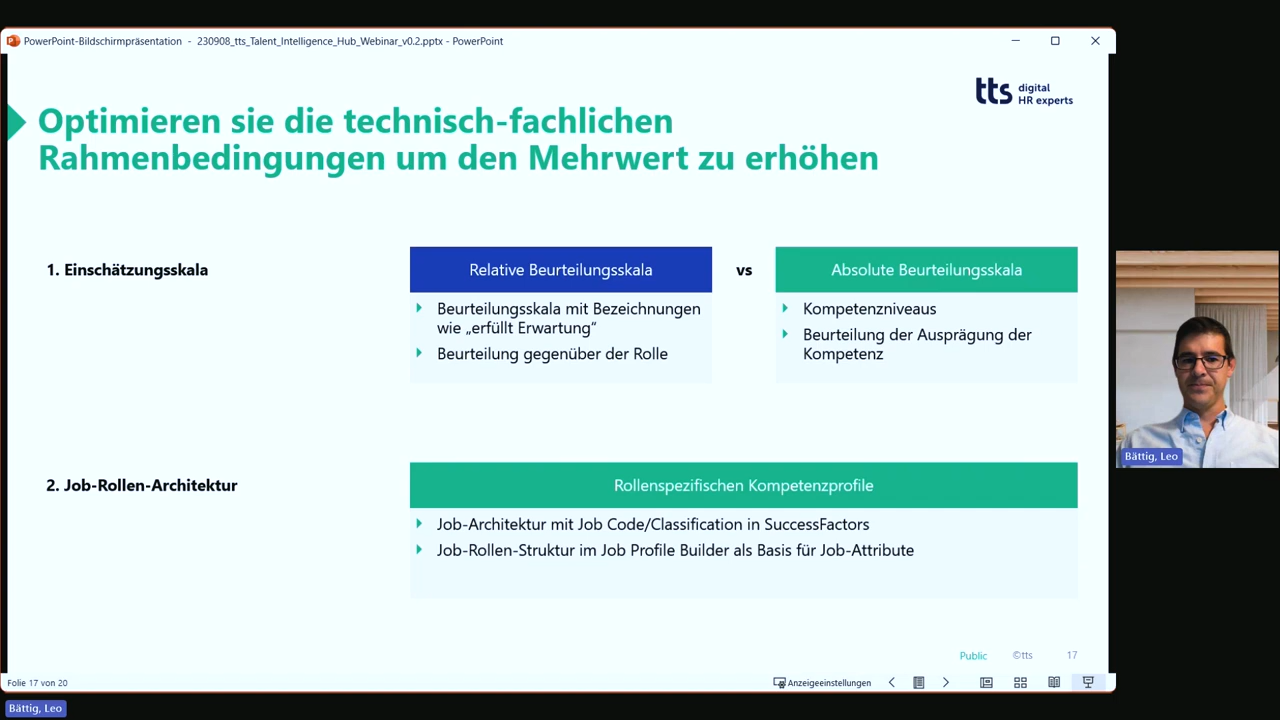 PowerPoint-Bildschirmpräsentation - 230908_tts_Talent_Intelligence_Hub_Webinar_v0.2.pptx - PowerPoint
tts digital
HR experts
Optimieren sie die technisch-fachlichen
Rahmenbedingungen um den Mehrwert zu erhöhen
1. Einschätzungsskala
Relative Beurteilungsskala
vs
Absolute Beurteilungsskala
Beurteilungsskala mit Bezeichnungen
wie „erfüllt Erwartung“
Beurteilung gegenüber der Rolle
Kompetenzniveaus
Beurteilung der Ausprägung der
Kompetenz
Bättig, Leo
2. Job-Rollen-Architektur
Rollenspezifischen Kompetenzprofile
Job-Architektur mit Job Code/Classification in SuccessFactors
Job-Rollen-Struktur im Job Profile Builder als Basis für Job-Attribute
Public ©tts 17
Folie 17 von 20
Anzeigeeinstellungen
Bättig, Leo